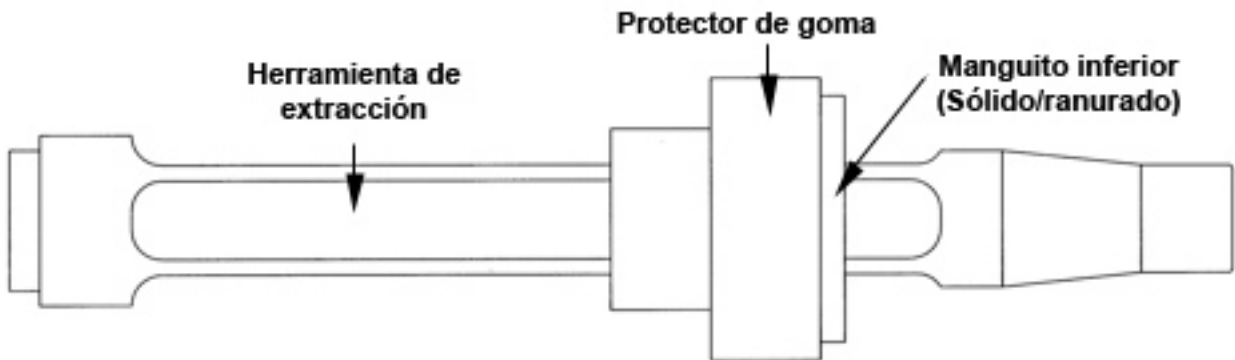 Protector de goma
Herramienta de
extracción
Manguito inferior
(Sólido/ranurado)